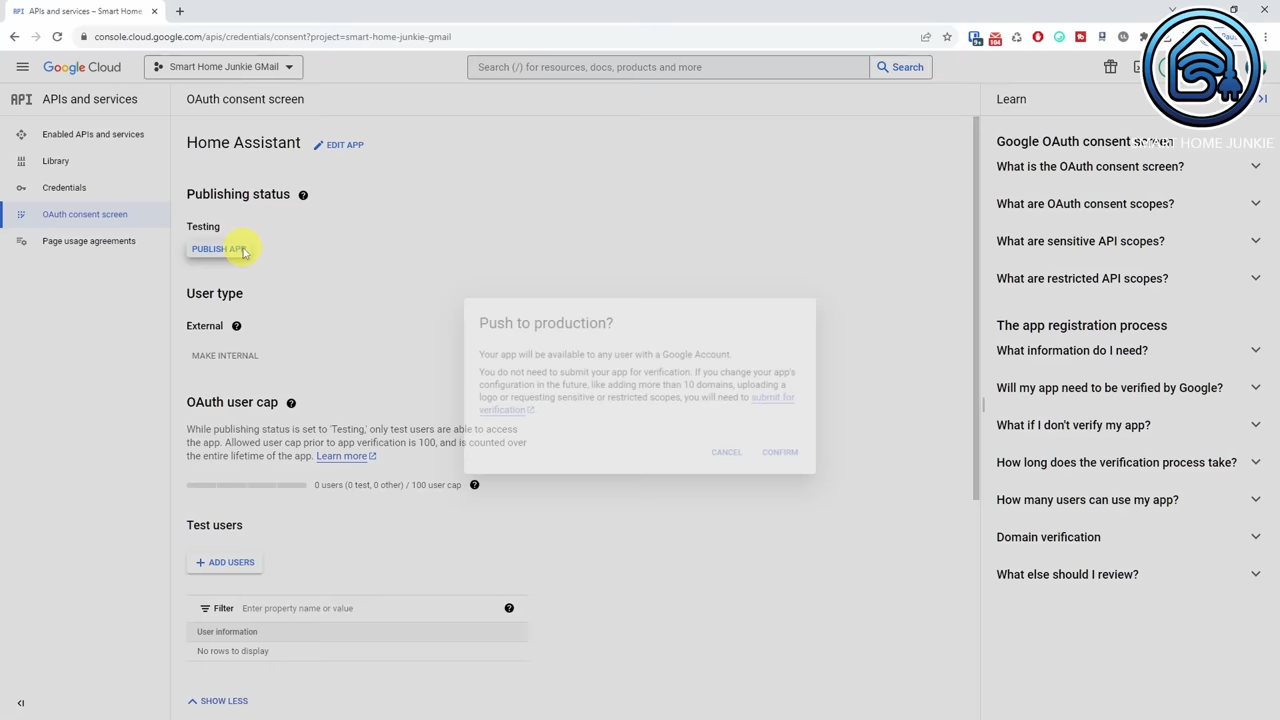 APIs and services – Smart Home
console.cloud.google.com/apis/credentials/consent?project=smart-home-junkie-gmail
9+
104
Google Cloud
Smart Home Junkie GMail
Search (/) for resources, docs, products and more
Search
SMART HOME JUNKIE
API
APIs and services
Enabled APIs and services
Library
Credentials
OAuth consent screen
Page usage agreements
OAuth consent screen
Home Assistant
EDIT APP
Publishing status
Testing
PUBLISH APP
User type
External
MAKE INTERNAL
OAuth user cap
While publishing status is set to 'Testing,' only test users are able to access
the app. Allowed user cap prior to app verification is 100, and is counted over
the entire lifetime of the app. Learn more
0 users (0 test, 0 other) / 100 user cap
Test users
+ ADD USERS
Filter Enter property name or value
User information
No rows to display
SHOW LESS
Push to production?
Your app will be available to any user with a Google Account.
You do not need to submit your app for verification. If you change your app's
configuration in the future, like adding more than 10 domains, uploading a
logo or requesting sensitive or restricted scopes, you will need to submit for
verification.
CANCEL
CONFIRM
Learn
Google OAuth consent screen
What is the OAuth consent screen?
What are OAuth consent scopes?
What are sensitive API scopes?
What are restricted API scopes?
The app registration process
What information do I need?
Will my app need to be verified by Google?
What if I don't verify my app?
How long does the verification process take?
How many users can use my app?
Domain verification
What else should I review?